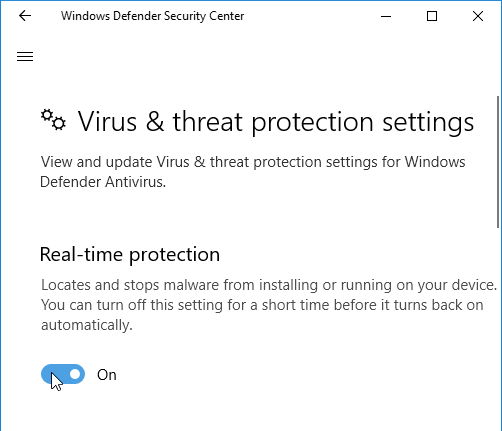 Windows Defender Security Center
Virus & threat protection settings
View and update Virus & threat protection settings for Windows
Defender Antivirus.
Real-time protection
Locates and stops malware from installing or running on your device.
You can turn off this setting for a short time before it turns back on
automatically.
On